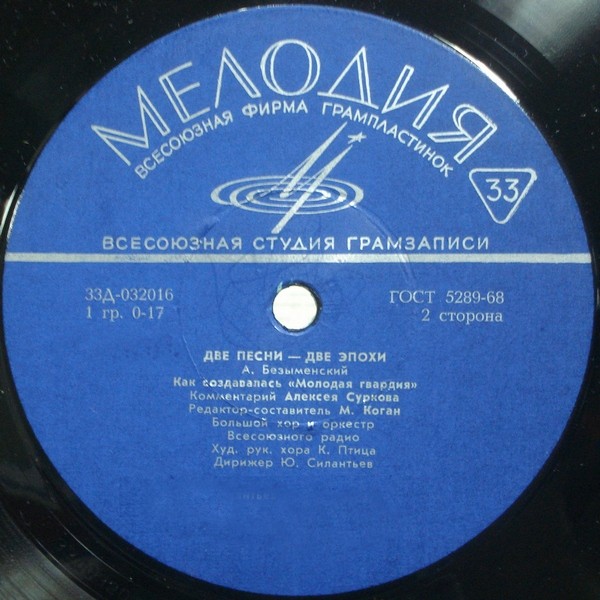 МЕЛОДИЯ
ВСЕСОЮЗНАЯ ФИРМА ГРАМПЛАСТИНОК
33
ВСЕСОЮЗНАЯ СТУДИЯ ГРАМЗАПИСИ
33Д-032016
ГОСТ 5289-68
1 гр. 0-17
2 сторона
ДВЕ ПЕСНИ — ДВЕ ЭПОХИ
А. Безыменский
Как создавалась «Молодая гвардия»
Комментарий Алексея Суркова
Редактор-составитель М. Коган
Большой хор и оркестр
Всесоюзного радио
Худ. рук. хора К. Птица
Дирижер Ю. Силантьев